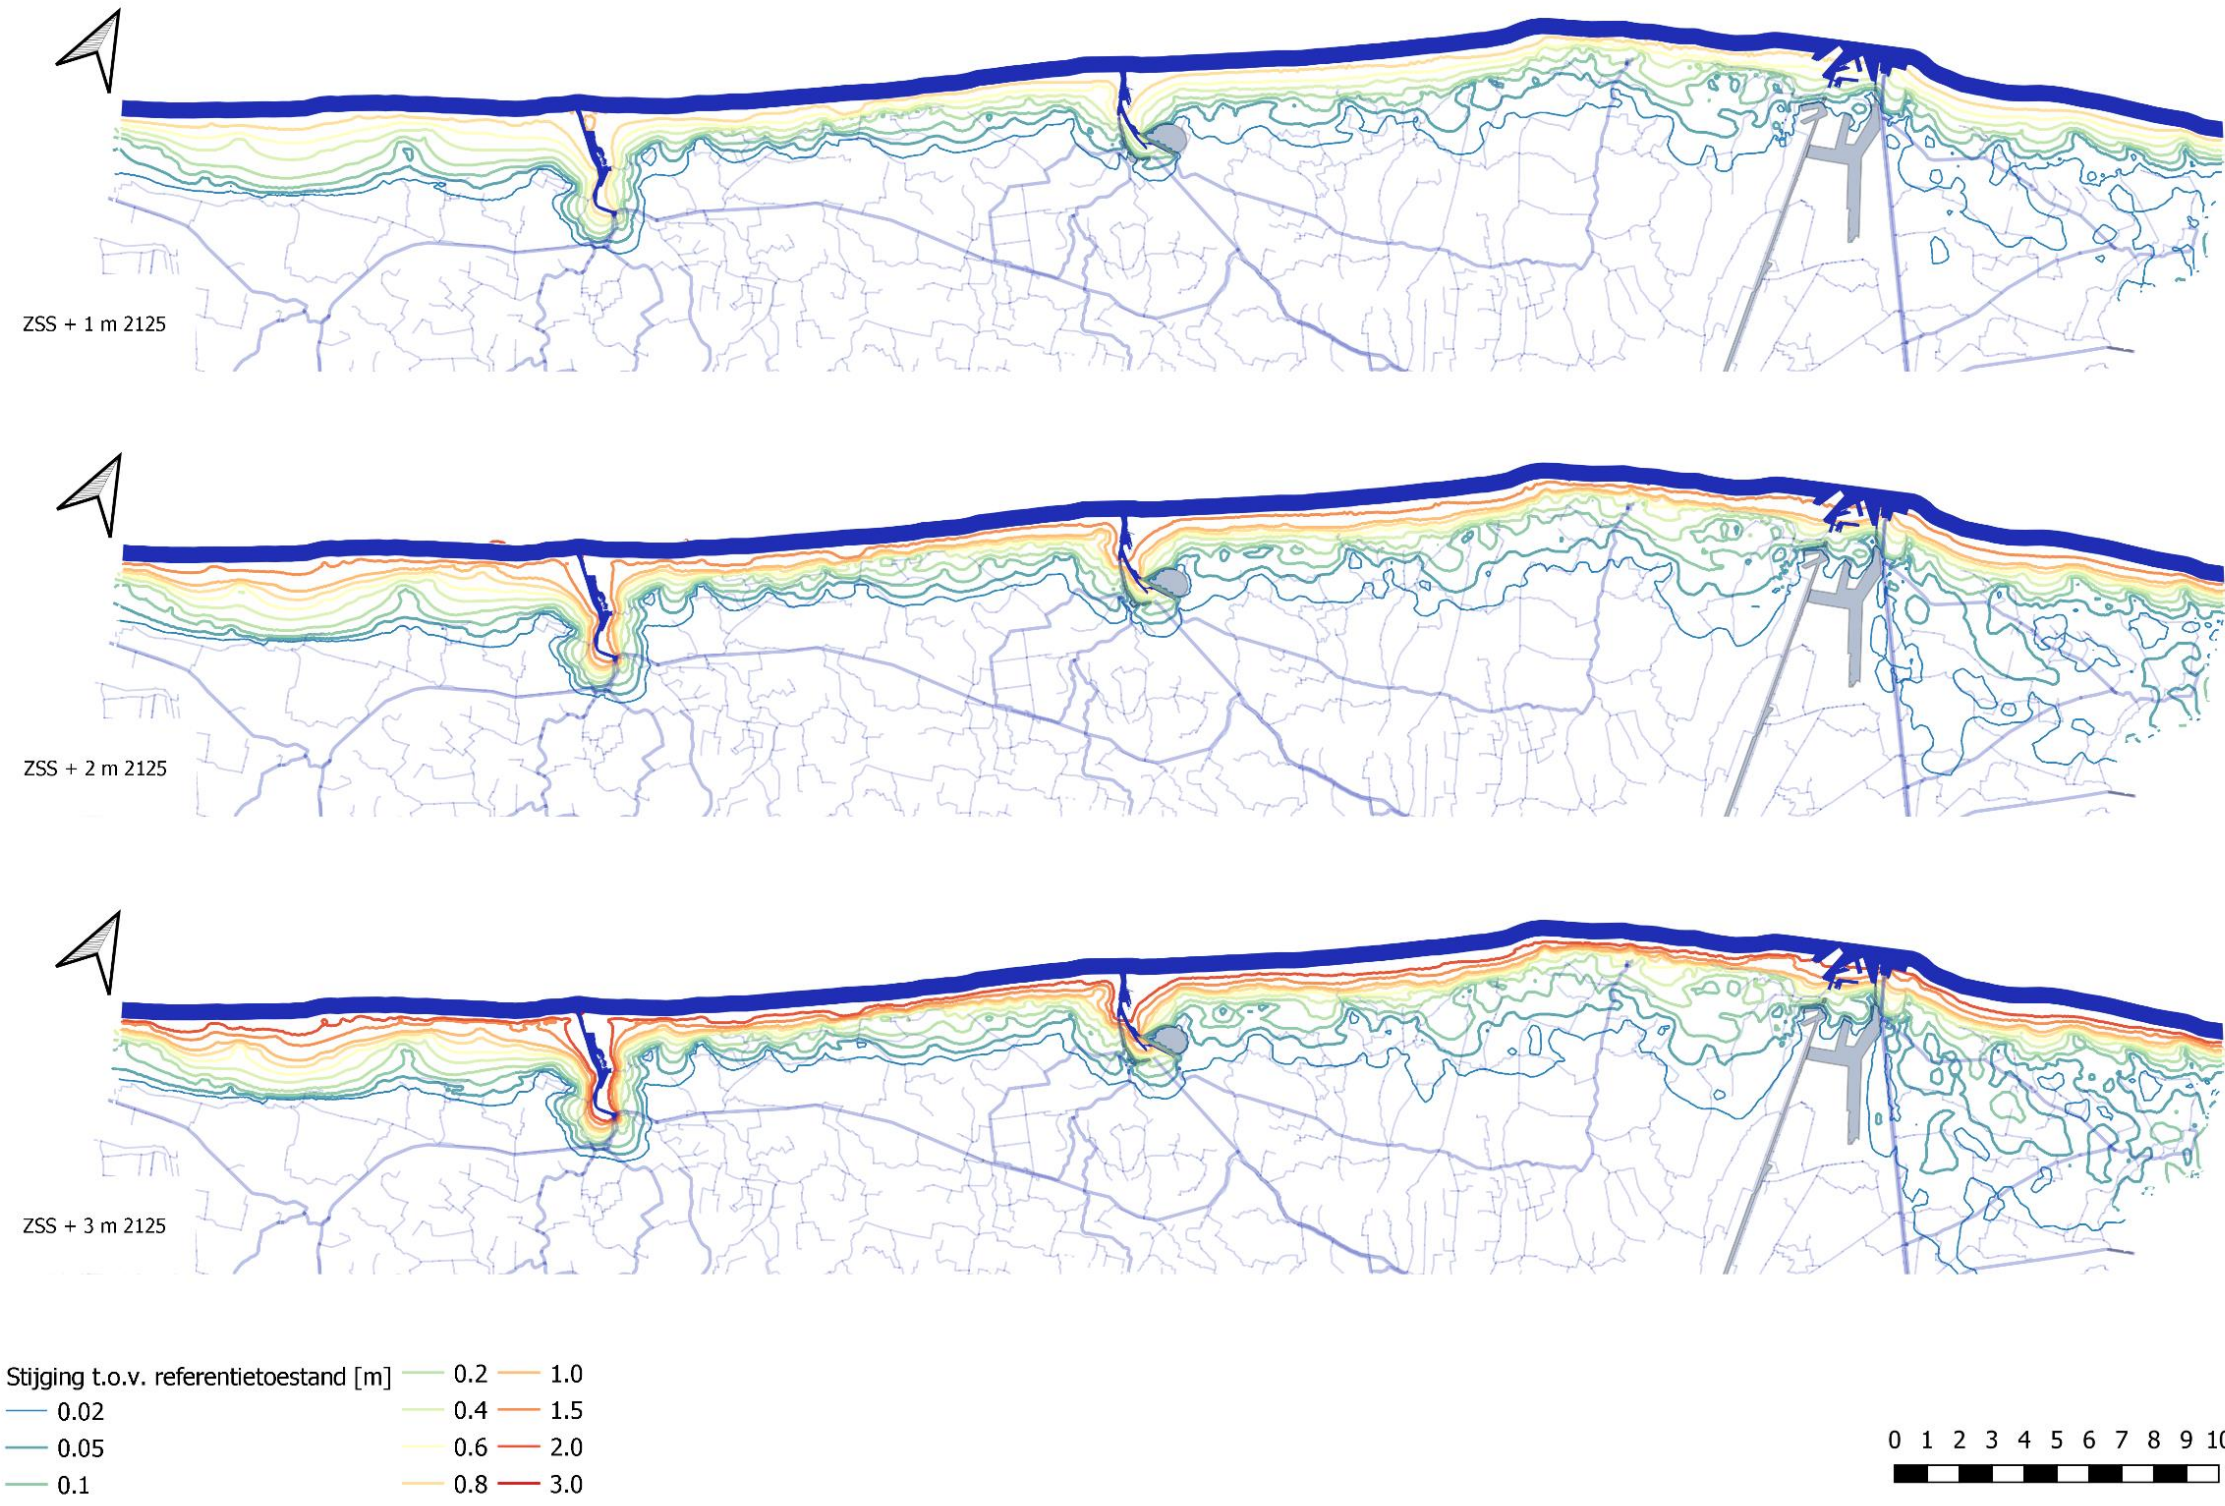 ZSS + 1 m 2125
ZSS + 2 m 2125
ZSS + 3 m 2125
Stijging t.o.v. referentietoestand [m]
0.02
0.05
0.1
0.2
0.4
0.6
0.8
1.0
1.5
2.0
3.0
0 1 2 3 4 5 6 7 8 9 10